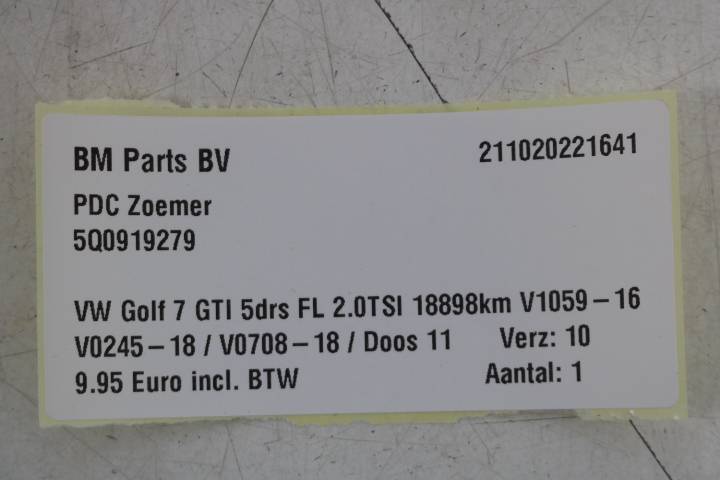 BM Parts BV 211020221641
PDC Zoemer
5Q0919279
VW Golf 7 GTI 5drs FL 2.0TSI 18898km V1059-16
V0245-18 / V0708-18 / Doos 11 Verz: 10
9.95 Euro incl. BTW Aantal: 1